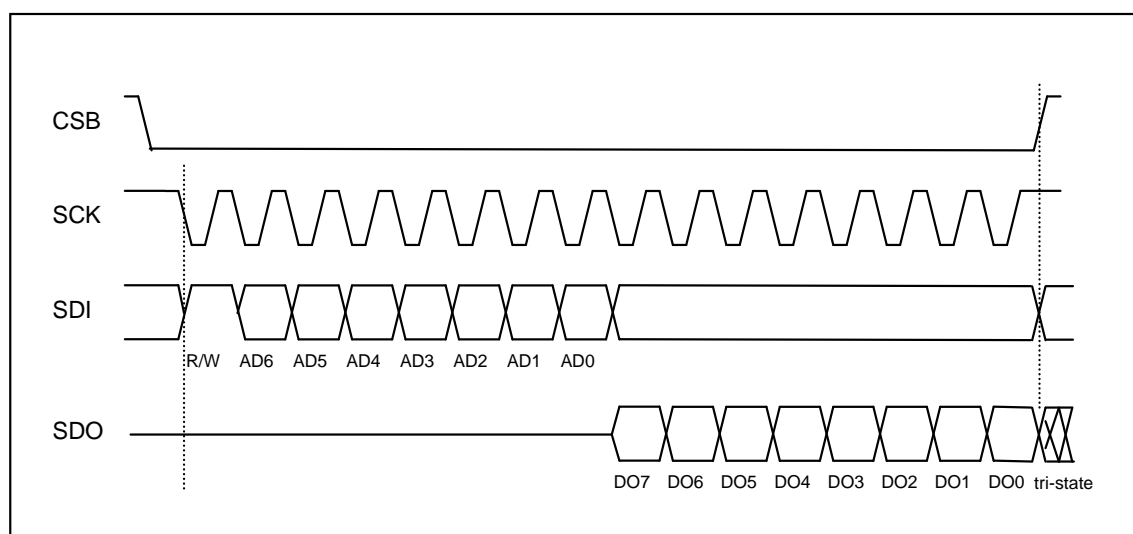 CSB
SCK
SDI
R/W AD6 AD5 AD4 AD3 AD2 AD1 AD0
SDO
DO7 DO6 DO5 DO4 DO3 DO2 DO1 DO0 tri-state